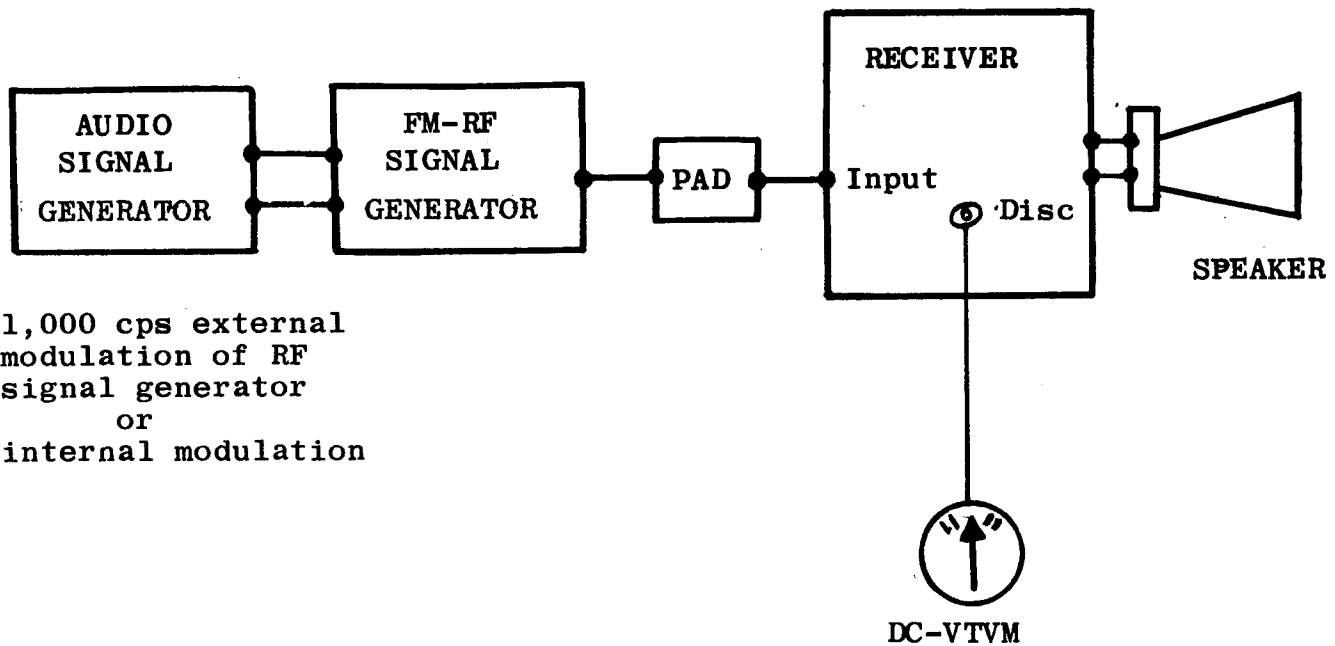 AUDIO
SIGNAL
GENERATOR
FM-RF
SIGNAL
GENERATOR
PAD
RECEIVER
Input
Disc
SPEAKER
1,000 cps external
modulation of RF
signal generator
or
internal modulation
DC-VTVM